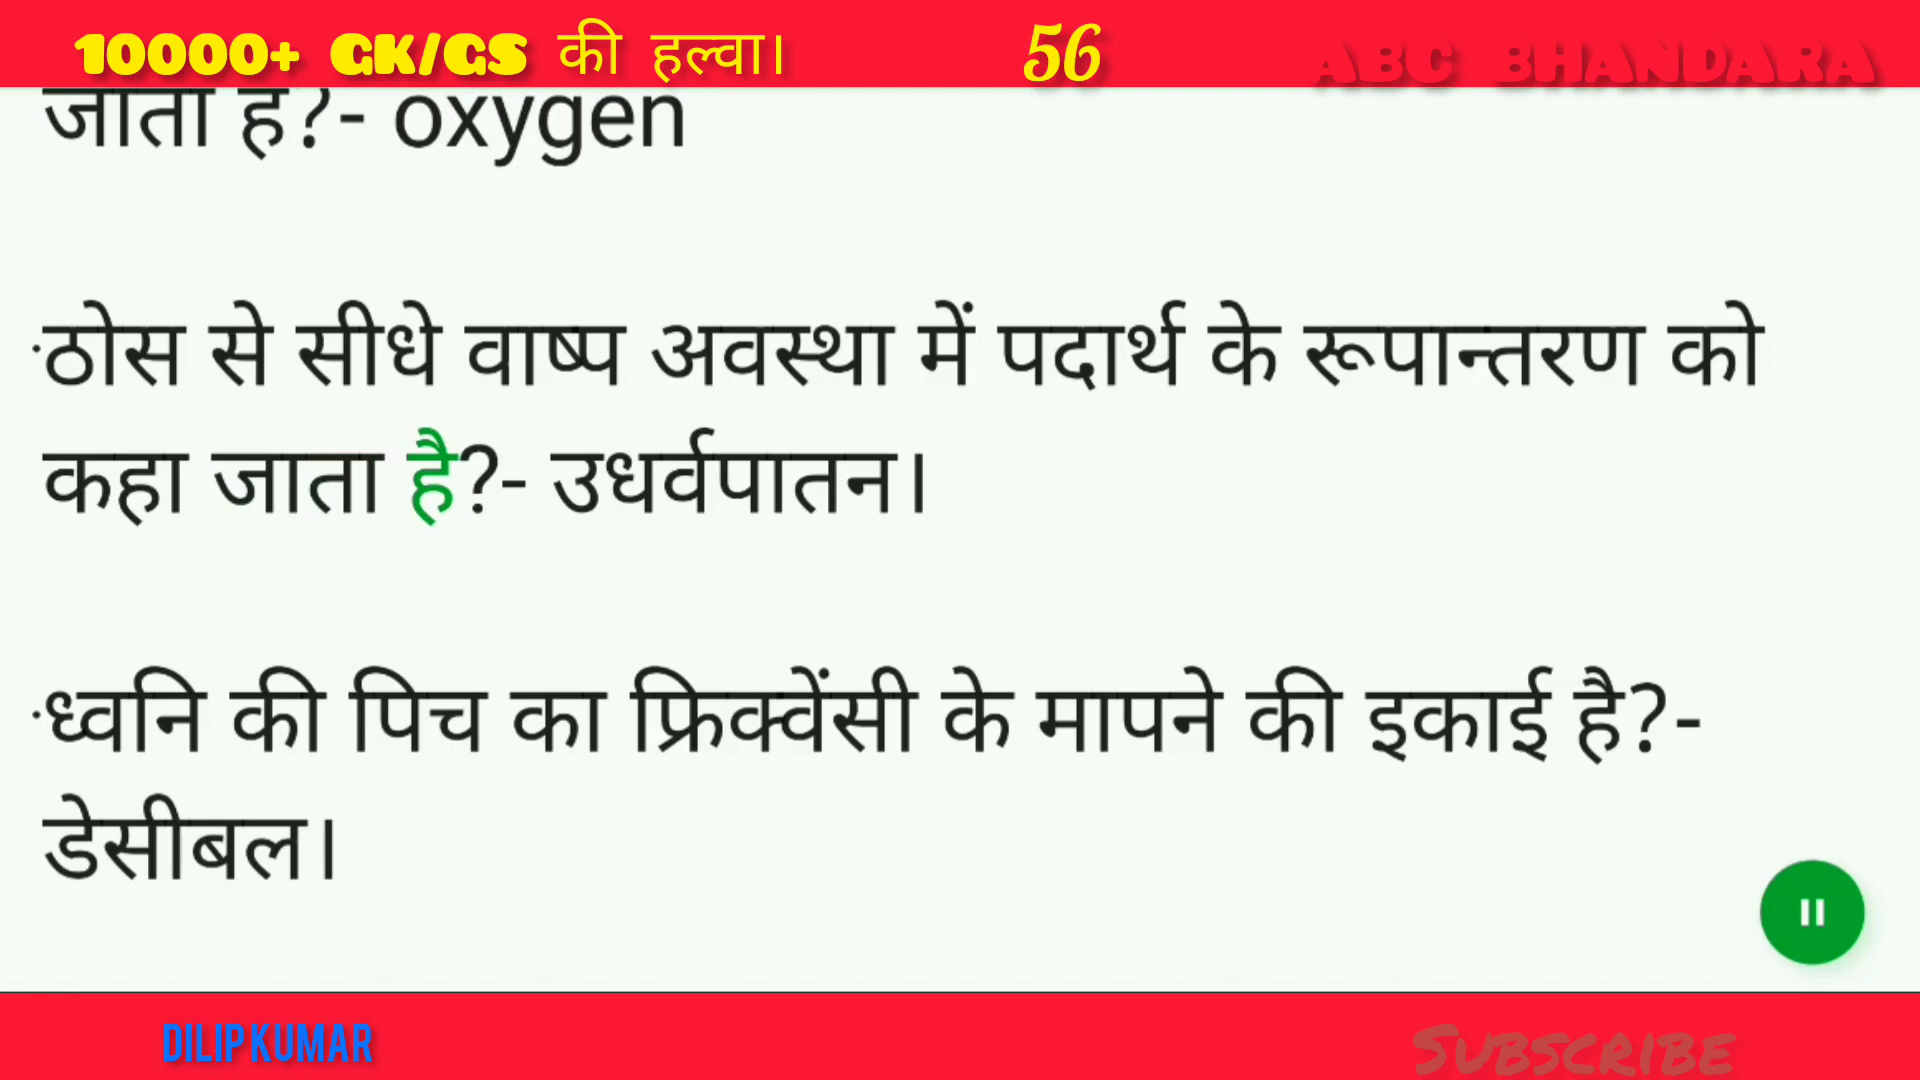 10000+ GK/GS की हल्वा। 56 ABC BHANDARA
जाता है?- oxygen
·ठोस से सीधे वाष्प अवस्था में पदार्थ के रूपान्तरण को
कहा जाता है?- उधर्वपातन।
·ध्वनि की पिच का फ्रिक्वेंसी के मापने की इकाई है?-
डेसीबल।
DILIP KUMAR SUBSCRIBE